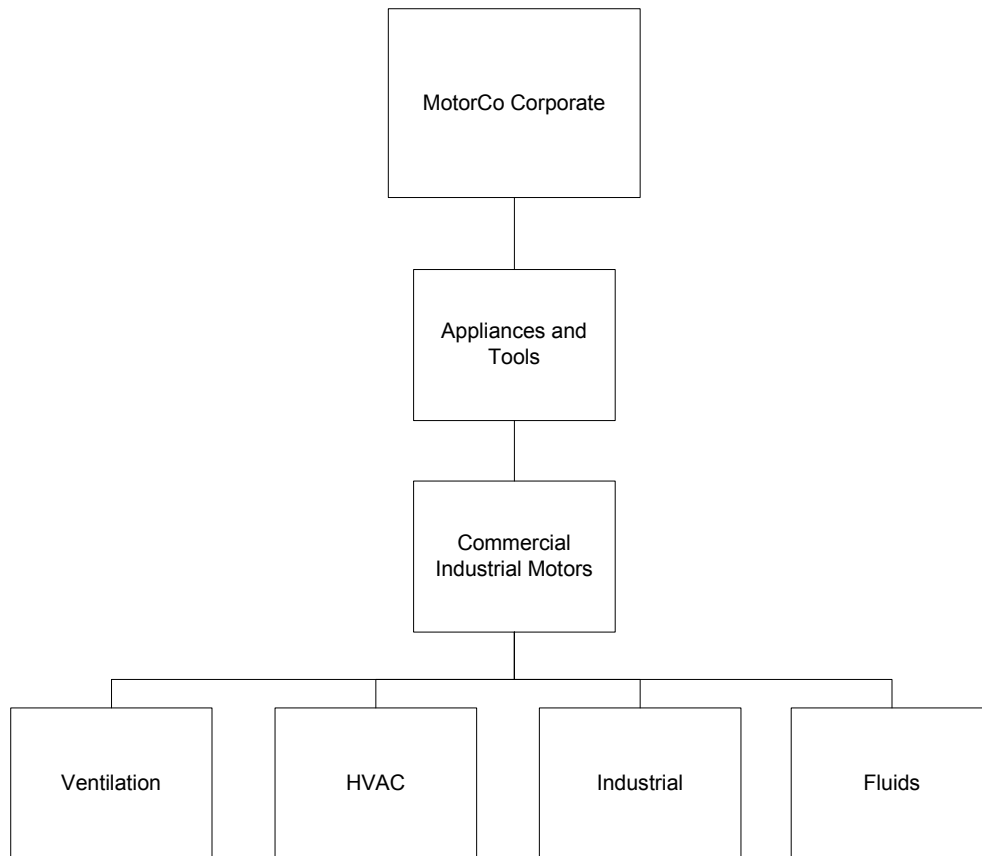 MotorCo Corporate
Appliances and
Tools
Commercial
Industrial Motors
Ventilation
HVAC
Industrial
Fluids